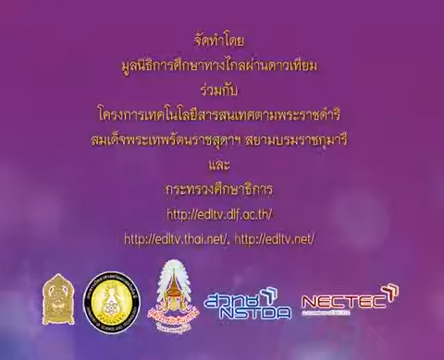 จัดทำโดย
มูลนิธิการศึกษาทางไกลผ่านดาวเทียม
ร่วมกับ
โครงการเทคโนโลยีสารสนเทศตามพระราชดำริ
สมเด็จพระเทพรัตนราชสุดาฯ สยามบรมราชกุมารี
และ
กระทรวงศึกษาธิการ
http://edltv.dlf.ac.th/
http://edltv.thai.net/, http://edltv.net/
สวทช NECTEC
NSTDA